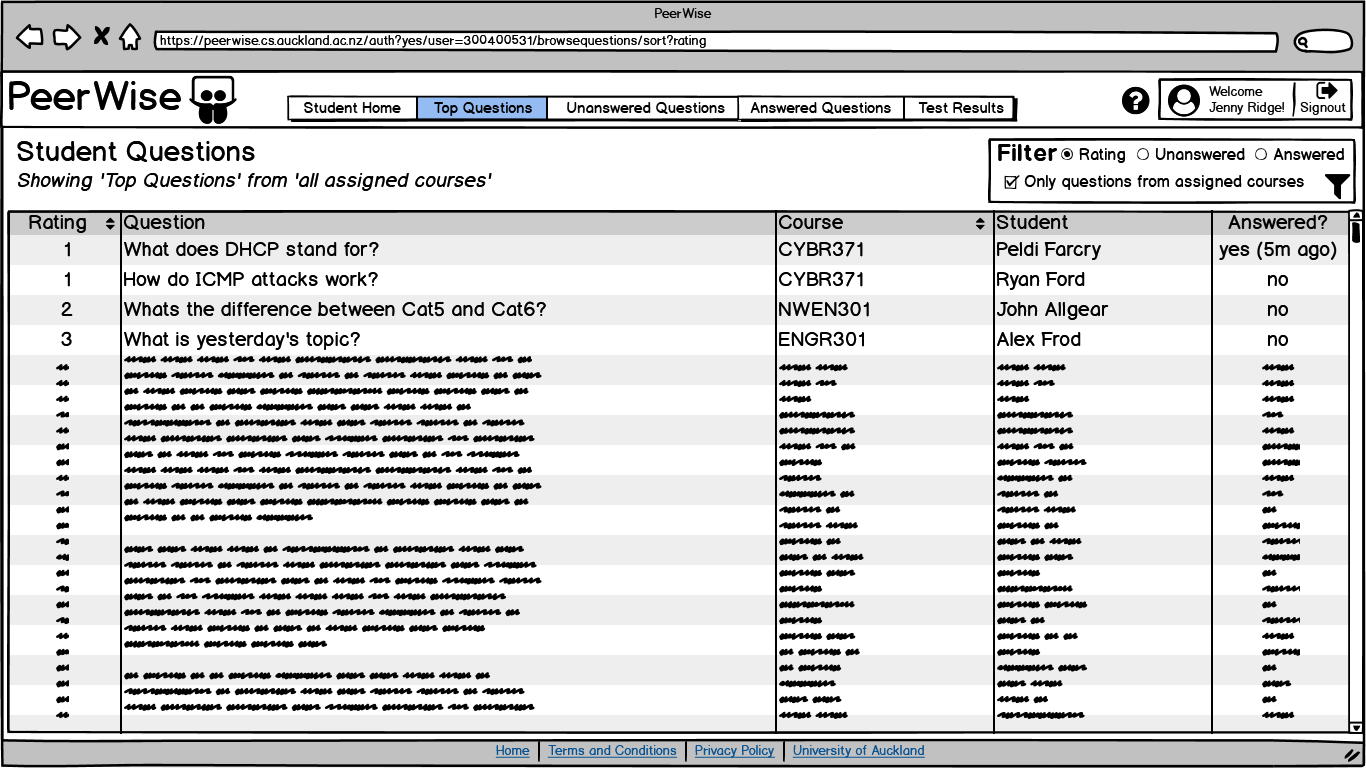 PeerWise
https://peerwise.cs.auckland.ac.nz/auth?yes/user=300400531/browsequestions/sort?rating
PeerWise
Student Home Top Questions Unanswered Questions Answered Questions Test Results
?
Welcome
Jenny Ridge!
Signout
Student Questions
Showing 'Top Questions' from 'all assigned courses'
Filter Rating Unanswered Answered
Only questions from assigned courses
Rating Question Course Student Answered?
1 What does DHCP stand for? CYBR371 Peldi Farcry yes (5m ago)
1 How do ICMP attacks work? CYBR371 Ryan Ford no
2 Whats the difference between Cat5 and Cat6? NWEN301 John Allgear no
3 What is yesterday's topic? ENGR301 Alex Frod no
Home Terms and Conditions Privacy Policy University of Auckland